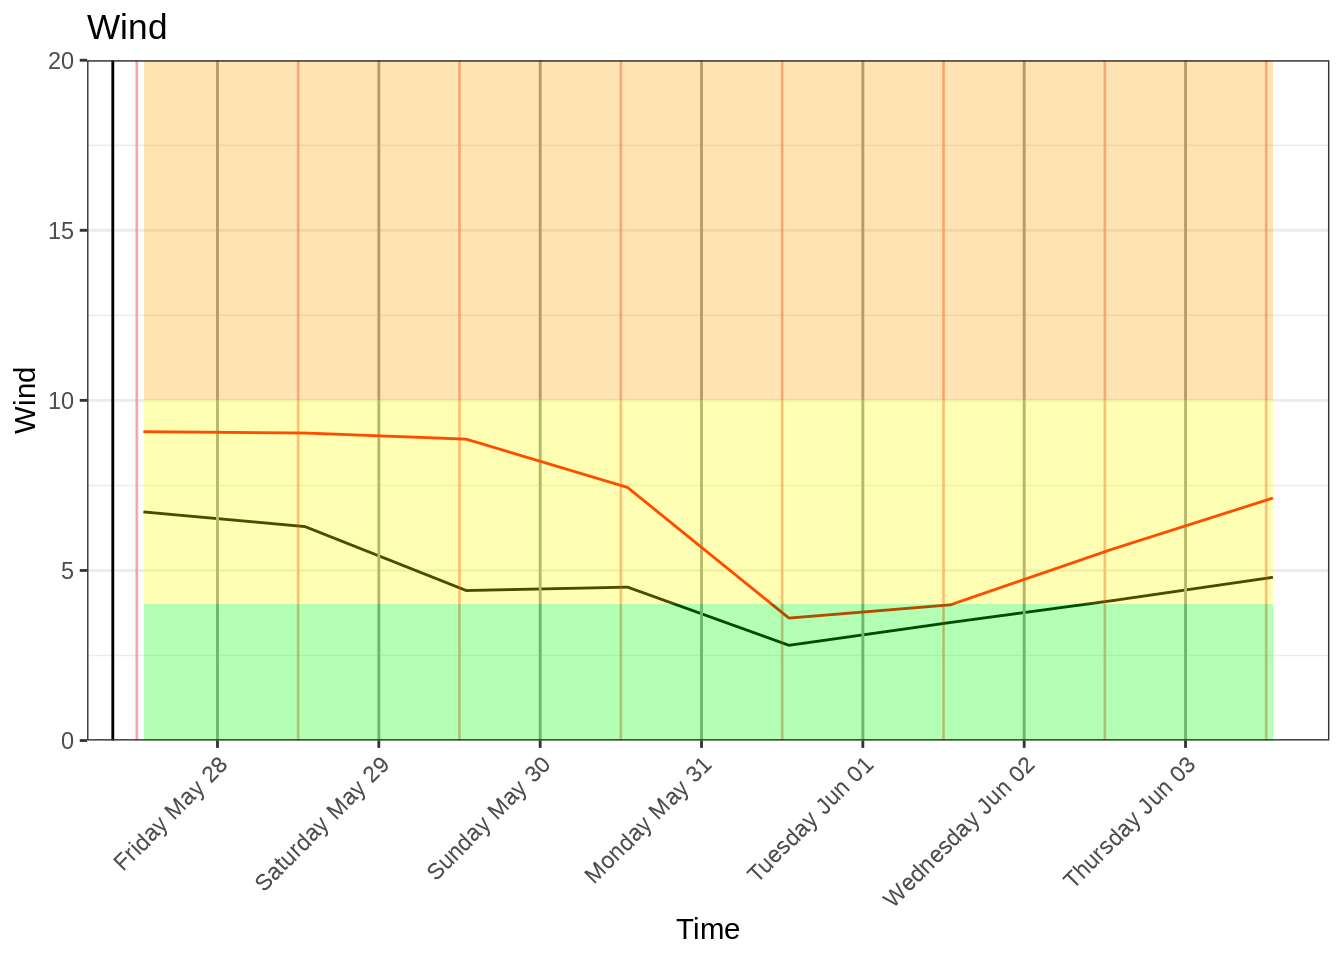 Wind
20
15
10
5
0
Wind
Friday May 28
Saturday May 29
Sunday May 30
Monday May 31
Tuesday Jun 01
Wednesday Jun 02
Thursday Jun 03
Time